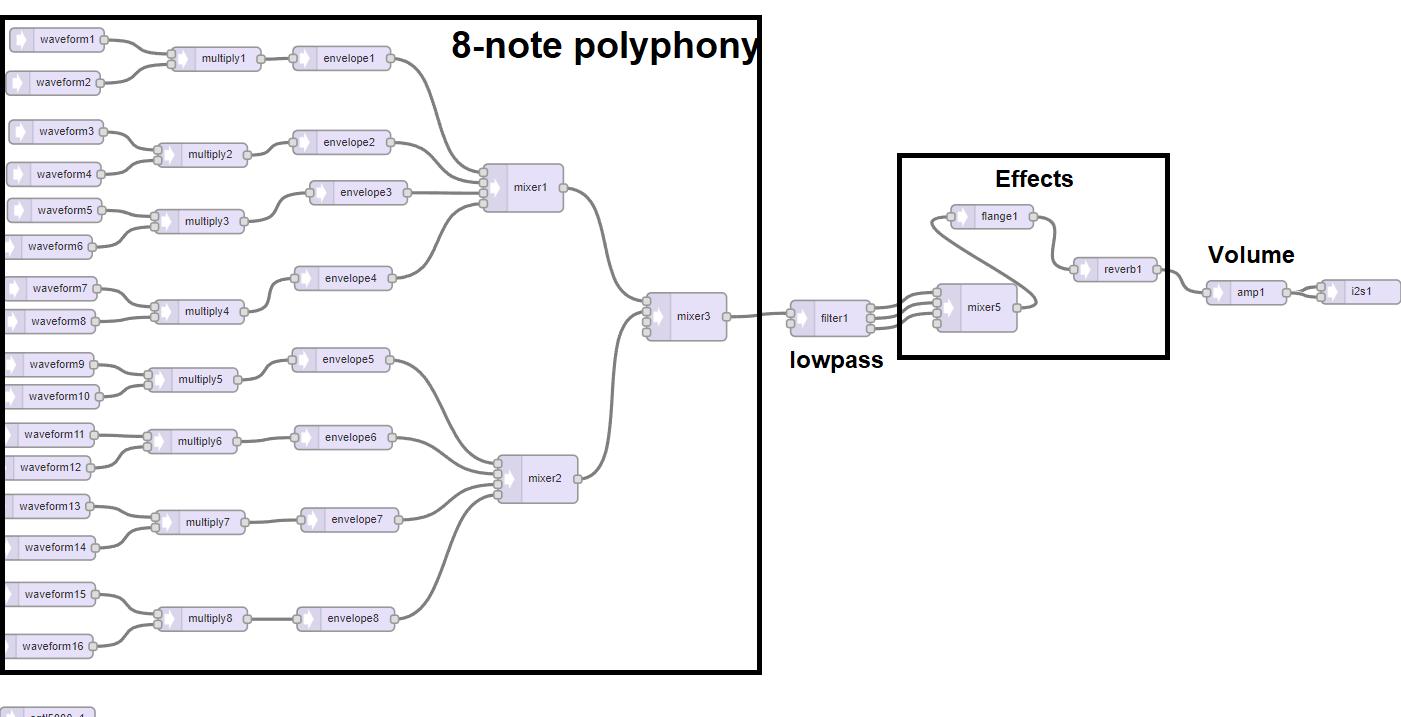 8-note polyphony
waveform1
waveform2
multiply1
envelope1
waveform3
waveform4
multiply2
envelope2
waveform5
waveform6
multiply3
envelope3
waveform7
waveform8
multiply4
envelope4
mixer1
waveform9
waveform10
multiply5
envelope5
waveform11
waveform12
multiply6
envelope6
waveform13
waveform14
multiply7
envelope7
waveform15
waveform16
multiply8
envelope8
mixer2
mixer3
filter1
lowpass
Effects
flange1
mixer5
reverb1
Volume
amp1
i2s1